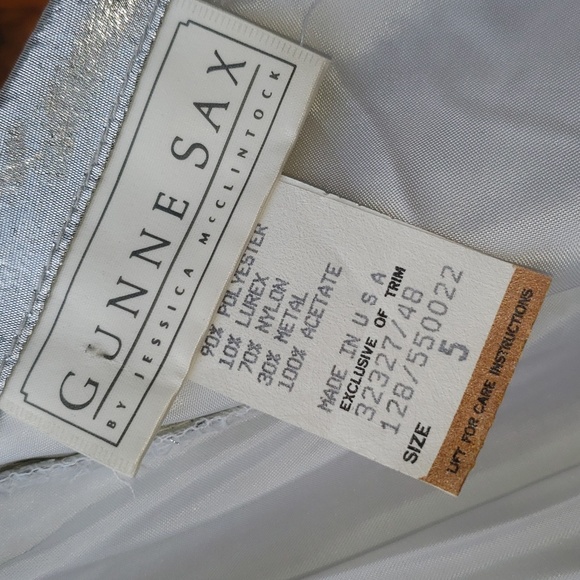 GUNNE SAX
BY JESSICA McCLINTOCK
90% POLYESTER
10% LUREX
70% NYLON
30% METAL
100% ACETATE
MADE IN U S A
EXCLUSIVE OF TRIM
32327/48
128/550022
SIZE 5
LIFT FOR CARE INSTRUCTIONS